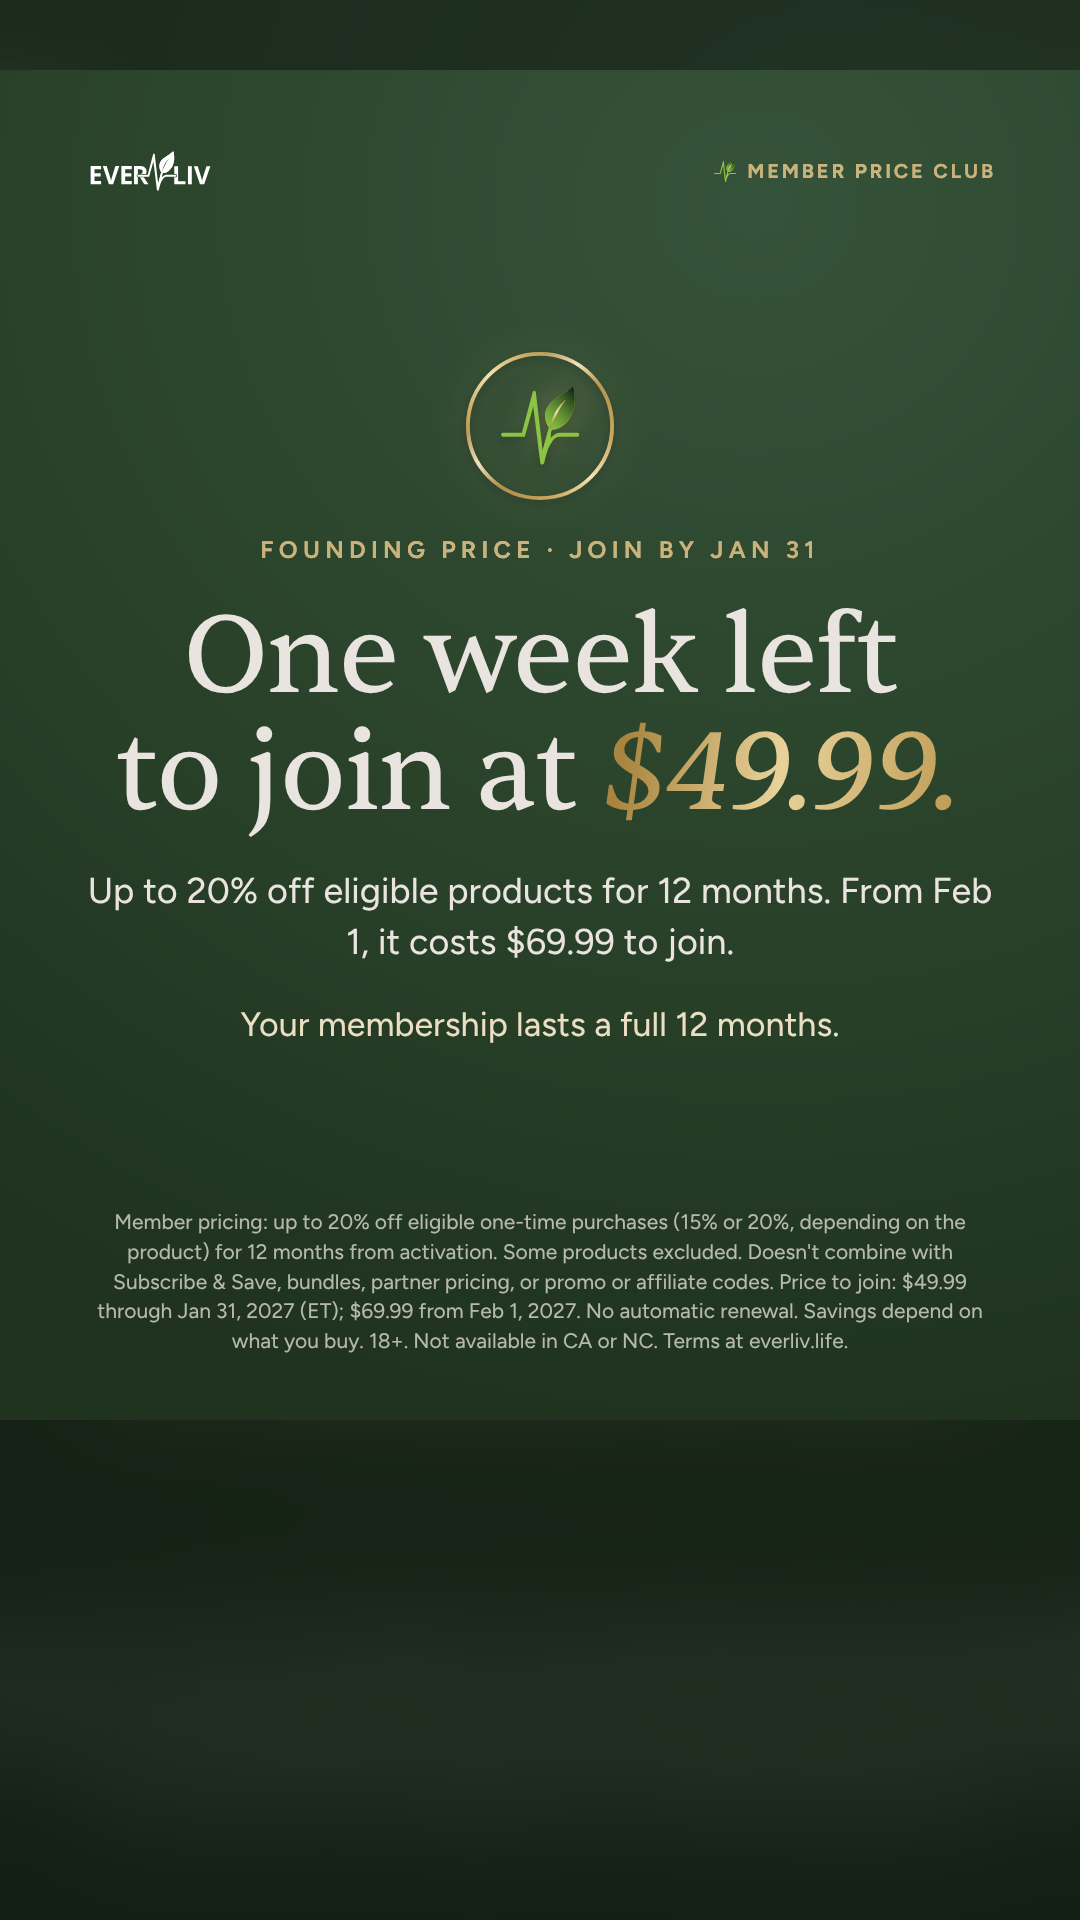 EVERLIV
MEMBER PRICE CLUB
FOUNDING PRICE · JOIN BY JAN 31
One week left
to join at $49.99.
Up to 20% off eligible products for 12 months. From Feb
1, it costs $69.99 to join.
Your membership lasts a full 12 months.
Member pricing: up to 20% off eligible one-time purchases (15% or 20%, depending on the
product) for 12 months from activation. Some products excluded. Doesn't combine with
Subscribe & Save, bundles, partner pricing, or promo or affiliate codes. Price to join: $49.99
through Jan 31, 2027 (ET); $69.99 from Feb 1, 2027. No automatic renewal. Savings depend on
what you buy. 18+. Not available in CA or NC. Terms at everliv.life.